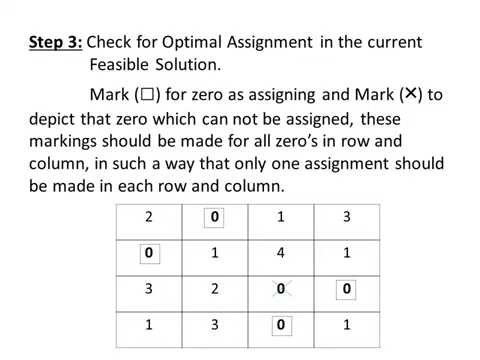 Step 3: Check for Optimal Assignment in the current
Feasible Solution.
Mark (□) for zero as assigning and Mark (✕) to
depict that zero which can not be assigned, these
markings should be made for all zero's in row and
column, in such a way that only one assignment should
be made in each row and column.
2 0 1 3
0 1 4 1
3 2 0 0
1 3 0 1